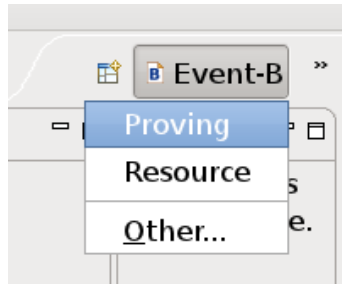 Event-B »
Proving
Resource
s
Other...
e.